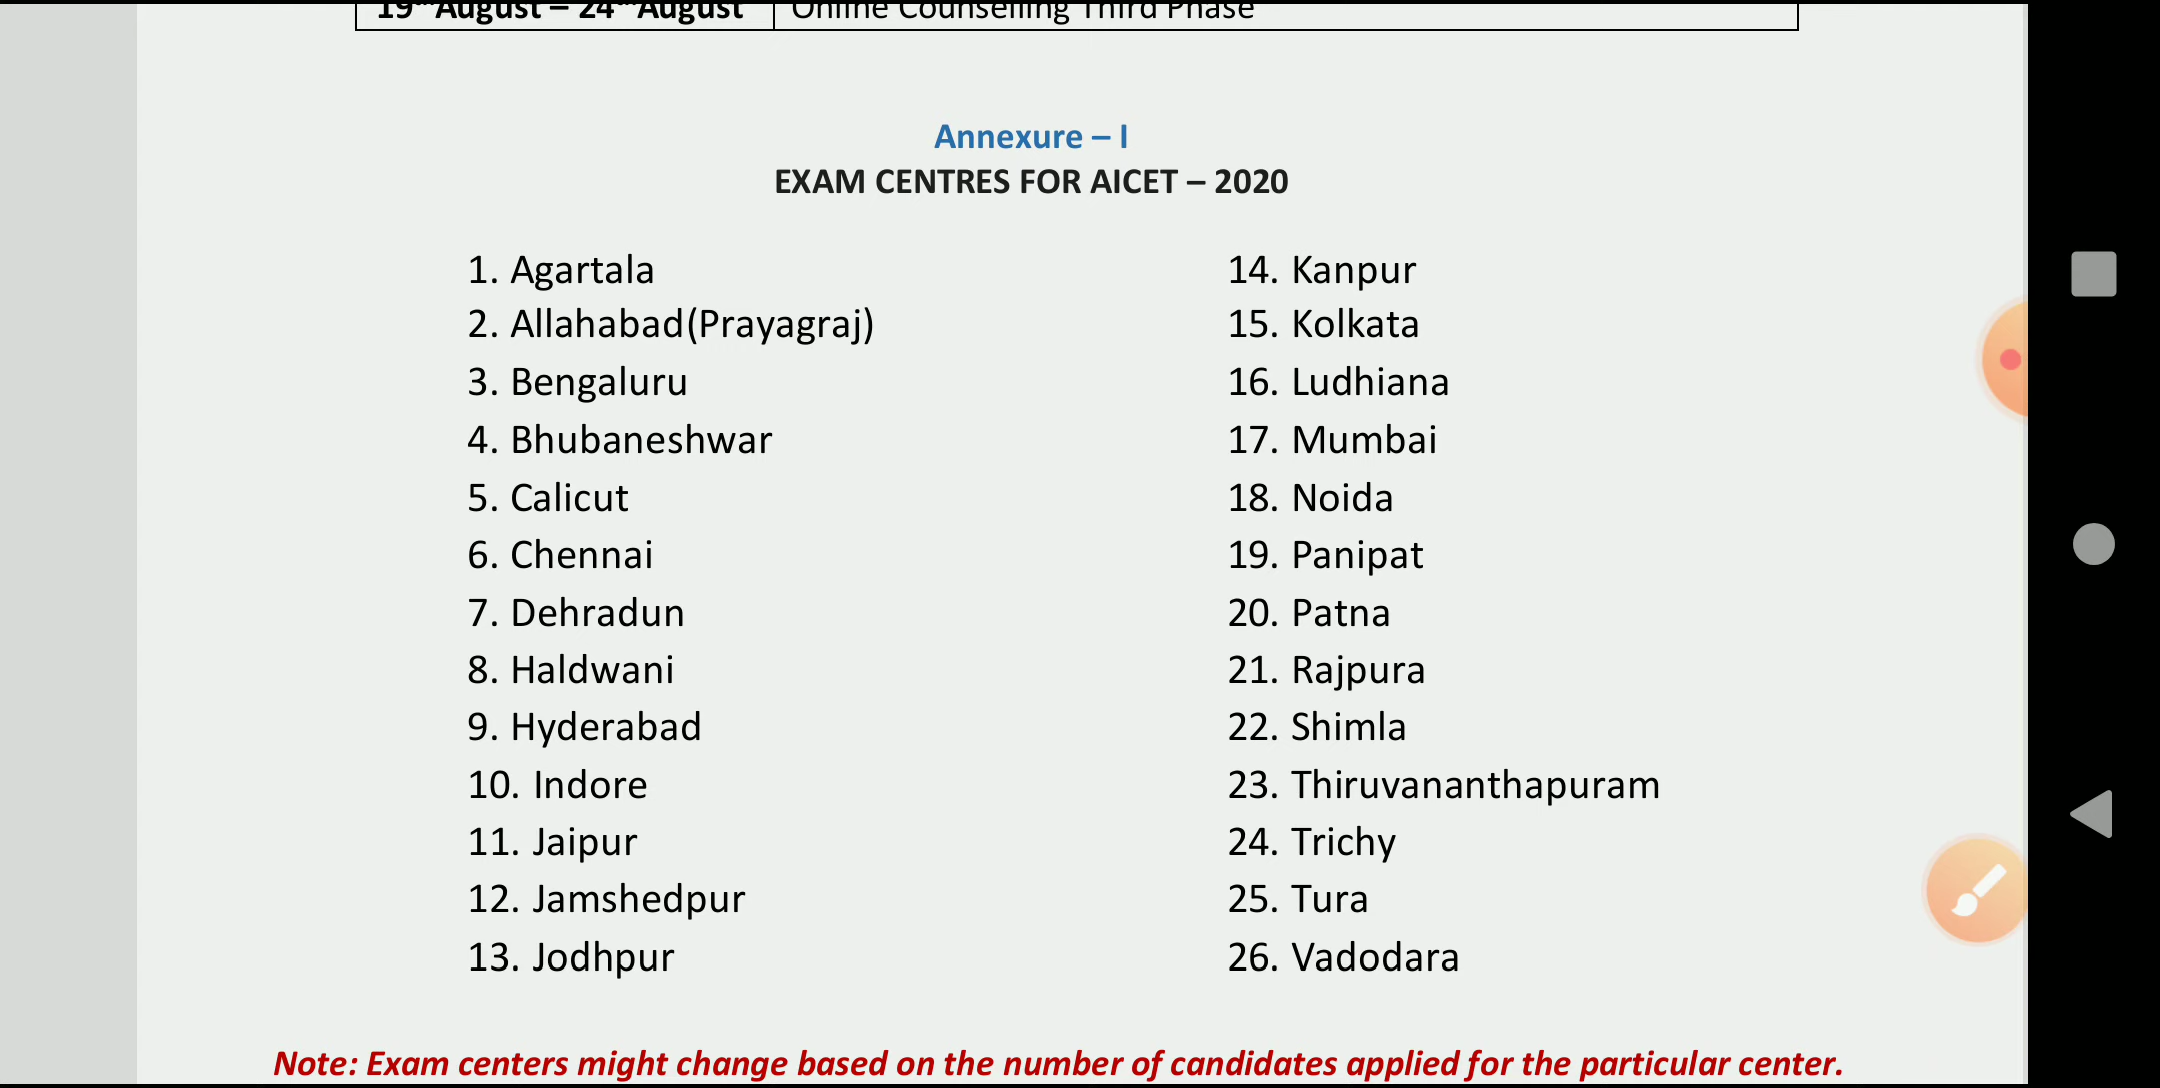 19th August – 24th August Online Counselling Third Phase
Annexure – I
EXAM CENTRES FOR AICET – 2020
1. Agartala
2. Allahabad(Prayagraj)
3. Bengaluru
4. Bhubaneshwar
5. Calicut
6. Chennai
7. Dehradun
8. Haldwani
9. Hyderabad
10. Indore
11. Jaipur
12. Jamshedpur
13. Jodhpur
14. Kanpur
15. Kolkata
16. Ludhiana
17. Mumbai
18. Noida
19. Panipat
20. Patna
21. Rajpura
22. Shimla
23. Thiruvananthapuram
24. Trichy
25. Tura
26. Vadodara
Note: Exam centers might change based on the number of candidates applied for the particular center.